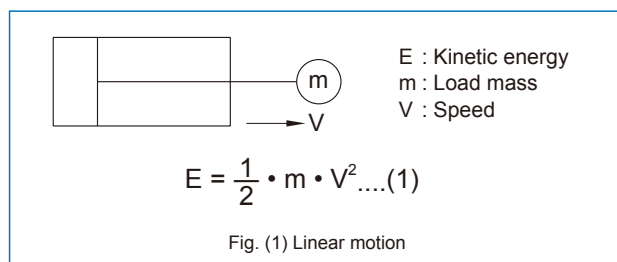 m
V
E : Kinetic energy
m : Load mass
V : Speed
E = 1/2 • m • V²....(1)
Fig. (1) Linear motion